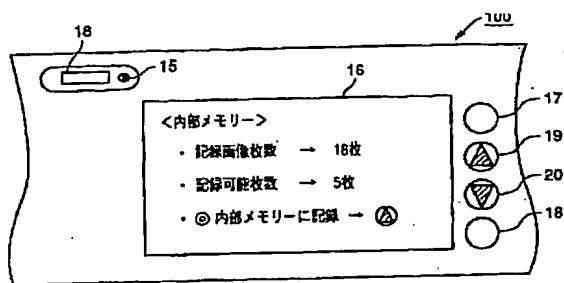 100
18
15
16
17
<内部メモリー>
19
・ 記録画像枚数 → 16枚
20
・ 記録可能枚数 → 5枚
18
・ ◎ 内部メモリーに記録 →